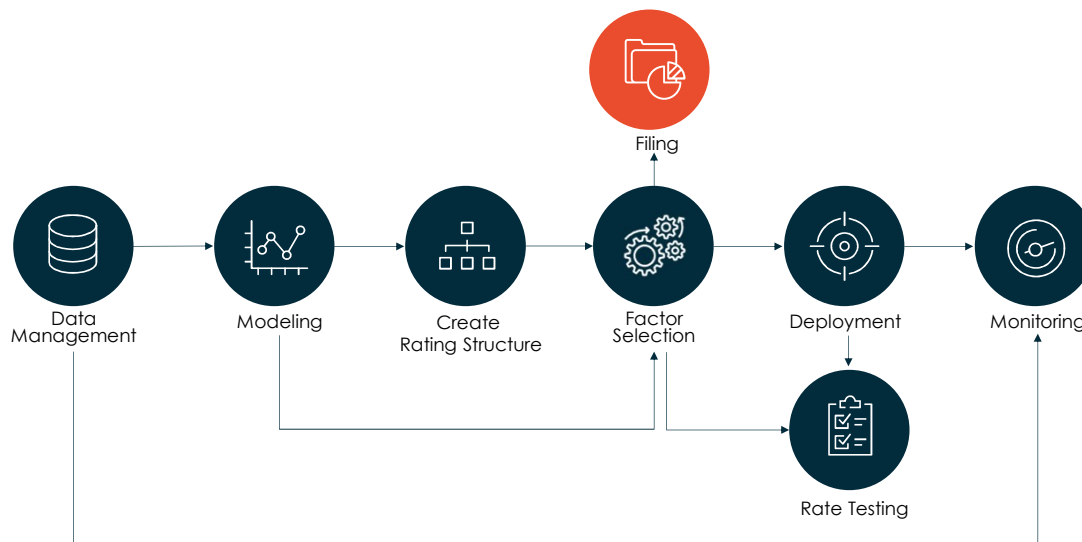 Filing
Data
Management
Modeling
Create
Rating Structure
Factor
Selection
Deployment
Monitoring
Rate Testing